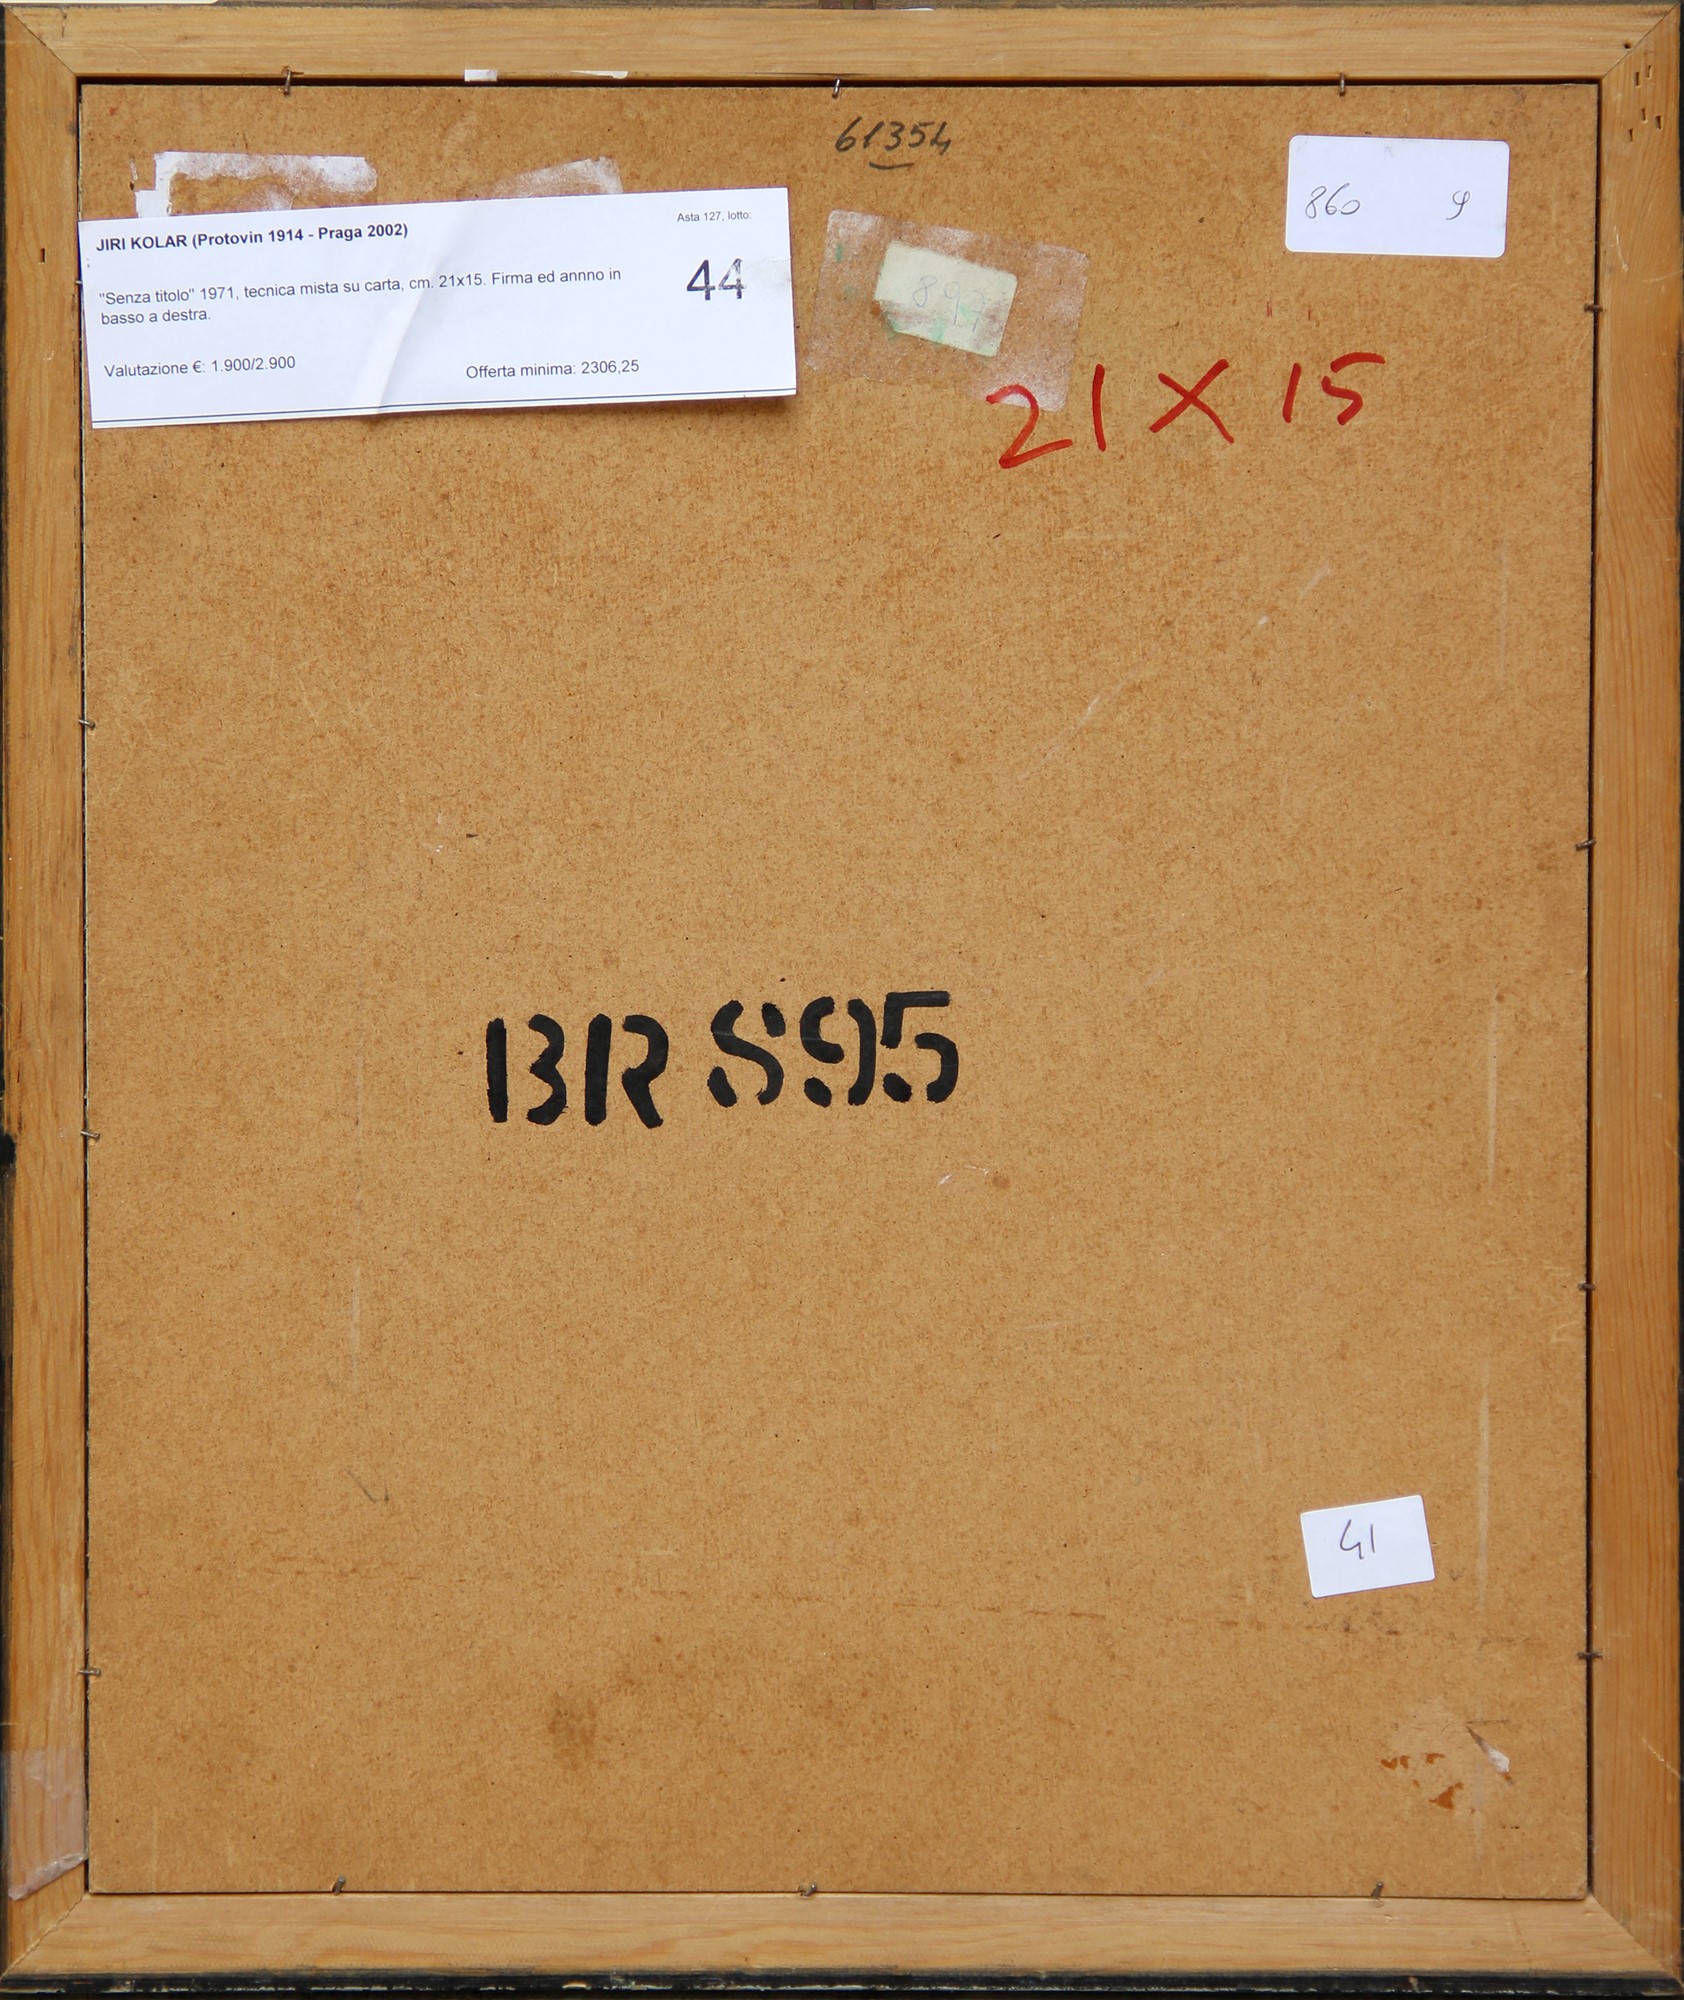 61354
860 9
JIRI KOLAR (Protovin 1914 - Praga 2002)
Asta 127, lotto:
44
"Senza titolo" 1971, tecnica mista su carta, cm. 21x15. Firma ed annno in
basso a destra.
Valutazione €: 1.900/2.900
Offerta minima: 2306,25
21 X 15
BR 895
41